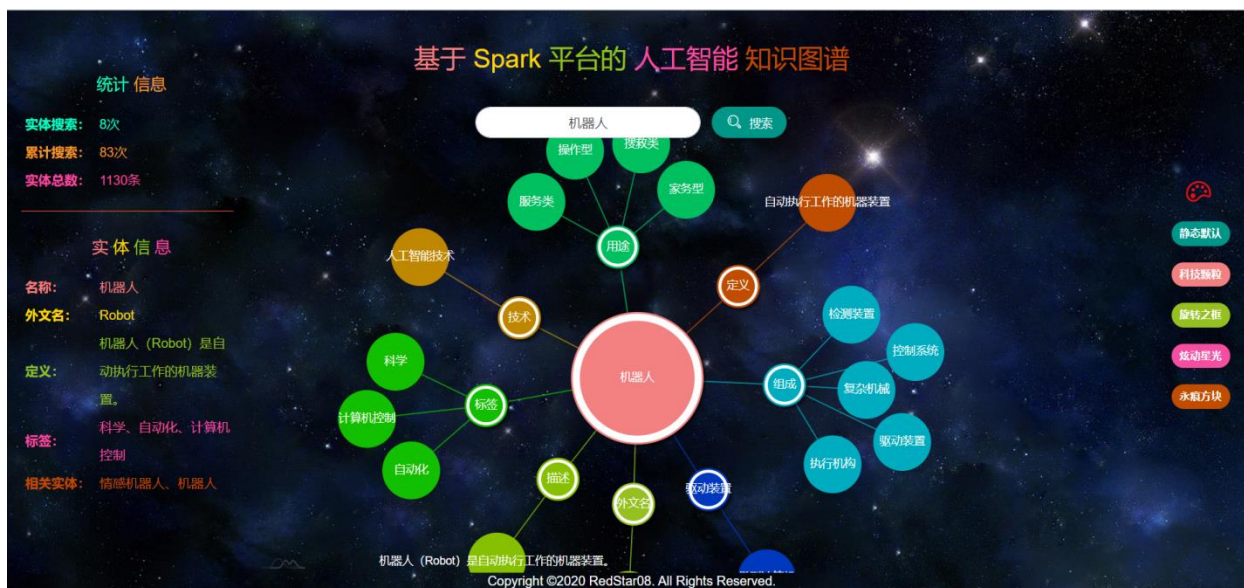 基于 Spark 平台的 人工智能 知识图谱
统计 信息
实体搜索： 8次
累计搜索： 83次
实体总数： 1130条
实 体 信 息
名称： 机器人
外文名： Robot
机器人（Robot）是自
定义： 动执行工作的机器装
置。
标签： 科学、自动化、计算机
控制
相关实体： 情感机器人、机器人
机器人
搜索
操作型
搜救类
服务类
家务型
用途
自动执行工作的机器装置
定义
人工智能技术
技术
检测装置
控制系统
复杂机械
组成
驱动装置
执行机构
机器人
科学
标签
计算机控制
自动化
描述
外文名
驱动装置
机器人（Robot）是自动执行工作的机器装置。
静态默认
科技颗粒
旋转之框
炫动星光
永痕方块
Copyright ©2020 RedStar08. All Rights Reserved.